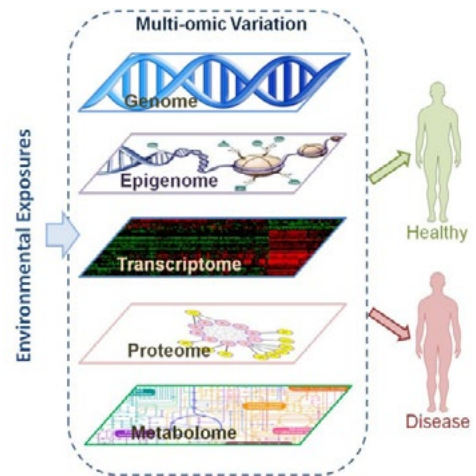 Multi-omic Variation
Genome
Epigenome
Transcriptome
Proteome
Metabolome
Environmental Exposures
Healthy
Disease